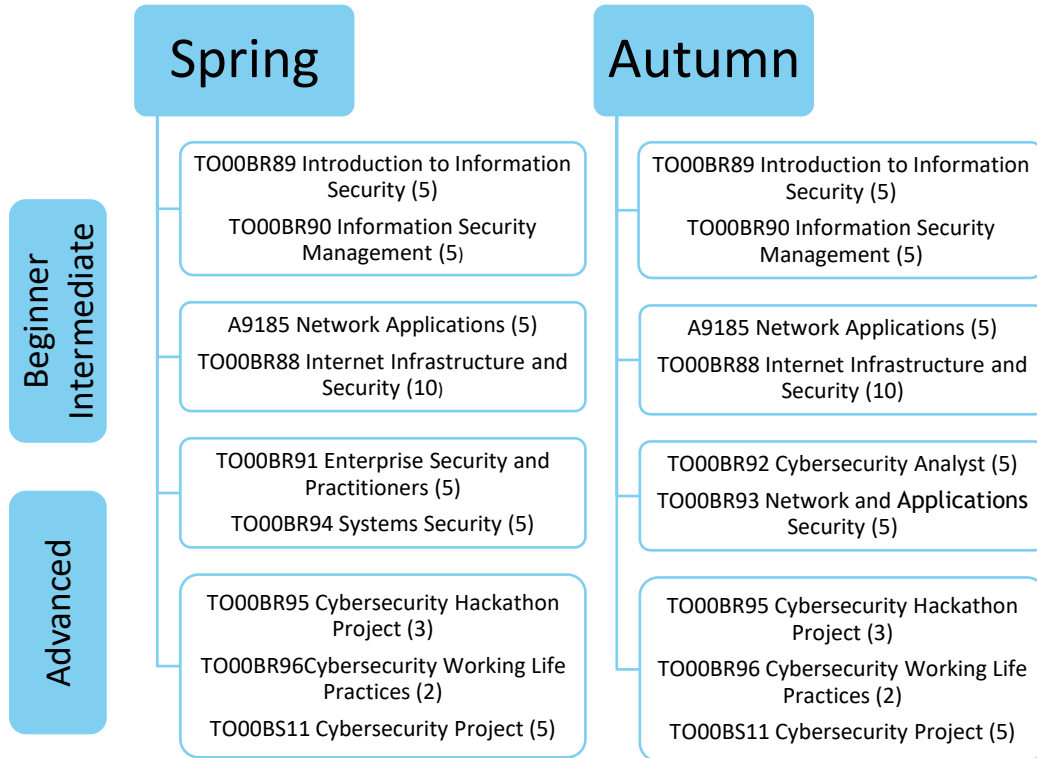 Spring
Autumn
Beginner
Intermediate
Advanced
TO00BR89 Introduction to Information
Security (5)
TO00BR90 Information Security
Management (5)
A9185 Network Applications (5)
TO00BR88 Internet Infrastructure and
Security (10)
TO00BR91 Enterprise Security and
Practitioners (5)
TO00BR94 Systems Security (5)
TO00BR95 Cybersecurity Hackathon
Project (3)
TO00BR96Cybersecurity Working Life
Practices (2)
TO00BS11 Cybersecurity Project (5)
TO00BR89 Introduction to Information
Security (5)
TO00BR90 Information Security
Management (5)
A9185 Network Applications (5)
TO00BR88 Internet Infrastructure and
Security (10)
TO00BR92 Cybersecurity Analyst (5)
TO00BR93 Network and Applications
Security (5)
TO00BR95 Cybersecurity Hackathon
Project (3)
TO00BR96 Cybersecurity Working Life
Practices (2)
TO00BS11 Cybersecurity Project (5)